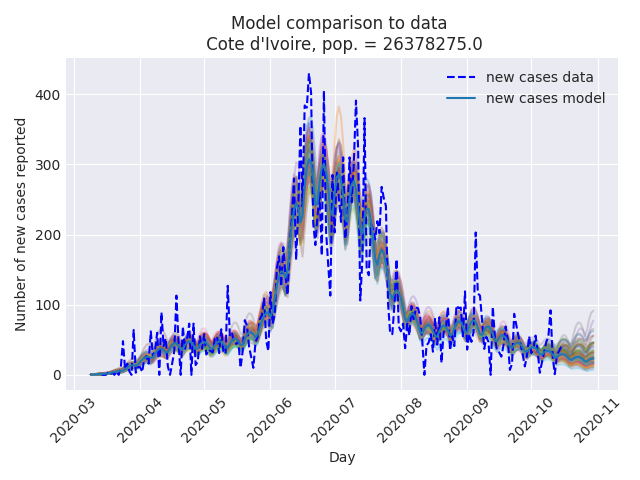 Model comparison to data
Cote d'Ivoire, pop. = 26378275.0
new cases data
new cases model
Number of new cases reported
400
300
200
100
0
2020-03
2020-04
2020-05
2020-06
2020-07
2020-08
2020-09
2020-10
2020-11
Day